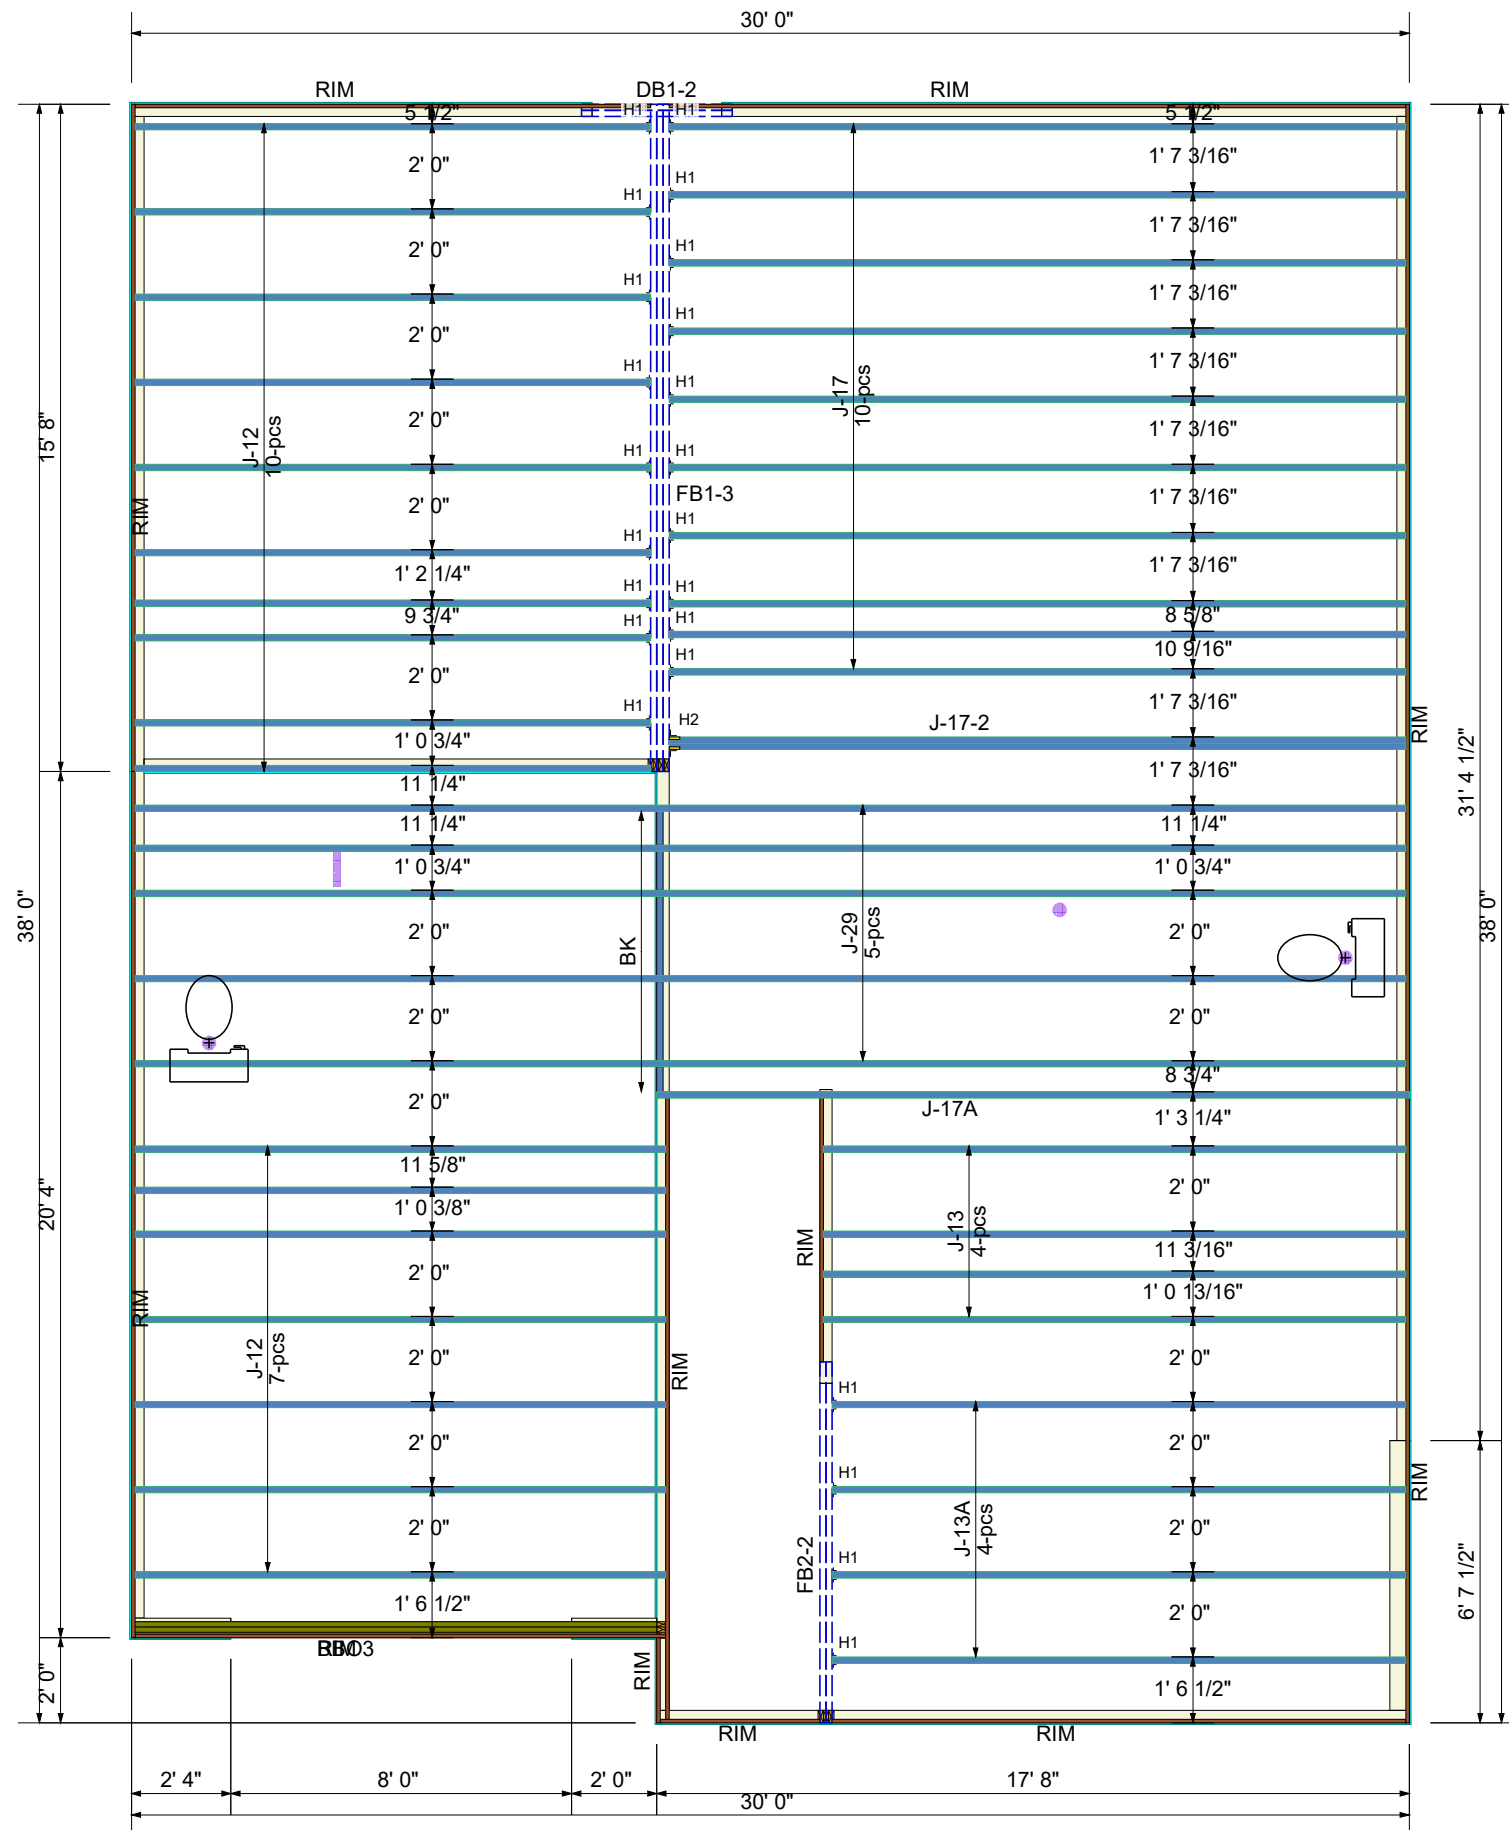 30' 0"
RIM
DB1-2
RIM
5 1/2"
H1
H1
5 1/2"
2' 0"
1' 7 3/16"
H1
H1
2' 0"
1' 7 3/16"
H1
H1
2' 0"
1' 7 3/16"
H1
H1
2' 0"
1' 7 3/16"
J-12
10-pcs
J-17
10-pcs
15' 8"
1' 7 3/16"
H1
H1
RIM
FB1-3
2' 0"
1' 7 3/16"
H1
H1
1' 2 1/4"
1' 7 3/16"
H1
H1
9 3/4"
8 5/8"
H1
H1
10 9/16"
2' 0"
H1
1' 7 3/16"
H1
H2
J-17-2
RIM
1' 0 3/4"
1' 7 3/16"
31' 4 1/2"
11 1/4"
11 1/4"
11 1/4"
1' 0 3/4"
1' 0 3/4"
38' 0"
2' 0"
BK
J-29
5-pcs
2' 0"
38' 0"
2' 0"
2' 0"
8 3/4"
2' 0"
J-17A
1' 3 1/4"
11 5/8"
2' 0"
20' 4"
1' 0 3/8"
RIM
J-13
4-pcs
11 3/16"
2' 0"
1' 0 13/16"
RIM
J-12
7-pcs
2' 0"
RIM
2' 0"
H1
2' 0"
2' 0"
RIM
H1
2' 0"
FB2-2
J-13A
4-pcs
2' 0"
H1
6' 7 1/2"
1' 6 1/2"
2' 0"
H1
RIM
2' 0"
RIM
1' 6 1/2"
RIM
RIM
2' 4"
8' 0"
2' 0"
17' 8"
30' 0"